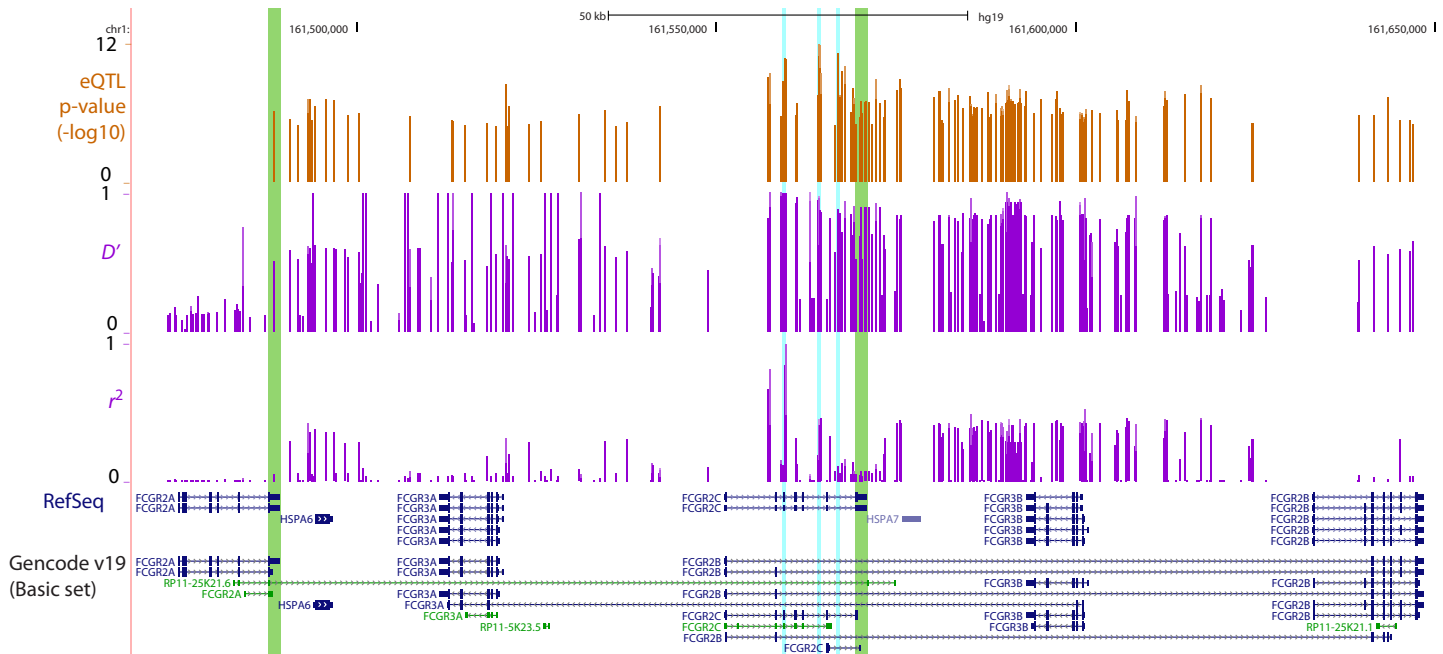 50 kb hg19
chr1: 161,500,000 161,550,000 161,600,000 161,650,000
12
eQTL
p-value
(-log10)
0
1
D′
0
1
r²
0
RefSeq
FCGR2A FCGR3A FCGR2C FCGR3B FCGR2B
FCGR2A FCGR3A FCGR2C FCGR3B FCGR2B
HSPA6 FCGR3A HSPA7 FCGR3B FCGR2B
FCGR3A FCGR3B FCGR2B
FCGR3A FCGR3B FCGR2B
Gencode v19
(Basic set)
FCGR2A FCGR3A FCGR2B
FCGR2A FCGR3A FCGR2B
RP11-25K21.6 FCGR3B FCGR2B
FCGR2A FCGR3A FCGR2B
HSPA6 FCGR3A FCGR2B
FCGR3A FCGR2C FCGR3B FCGR2B
RP11-5K23.5 FCGR2C FCGR3B RP11-25K21.1
FCGR2B
FCGR2C